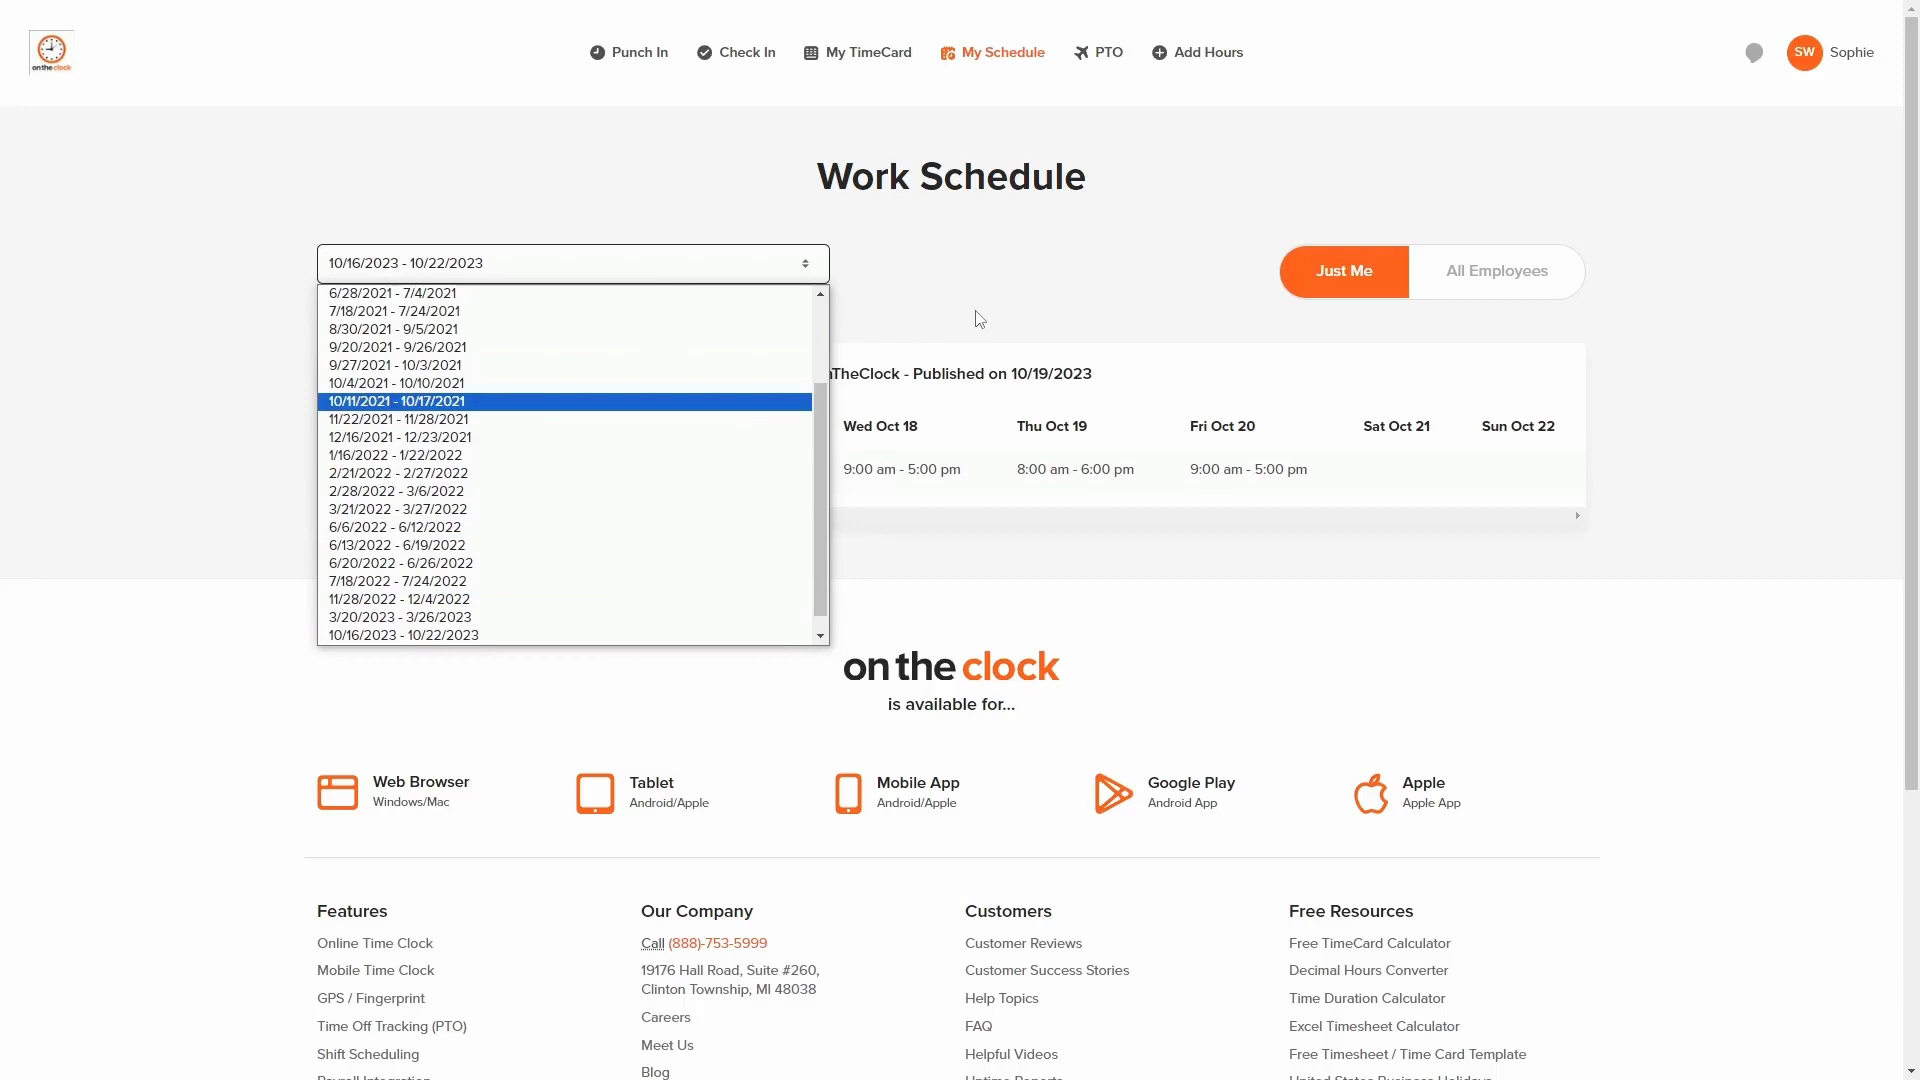 on the clock
Punch In
Check In
My TimeCard
My Schedule
PTO
Add Hours
SW
Sophie
Work Schedule
10/16/2023 - 10/22/2023
Just Me
All Employees
6/28/2021 - 7/4/2021
7/18/2021 - 7/24/2021
8/30/2021 - 9/5/2021
9/20/2021 - 9/26/2021
9/27/2021 - 10/3/2021
10/4/2021 - 10/10/2021
10/11/2021 - 10/17/2021
11/22/2021 - 11/28/2021
12/16/2021 - 12/23/2021
1/16/2022 - 1/22/2022
2/21/2022 - 2/27/2022
2/28/2022 - 3/6/2022
3/21/2022 - 3/27/2022
6/6/2022 - 6/12/2022
6/13/2022 - 6/19/2022
6/20/2022 - 6/26/2022
7/18/2022 - 7/24/2022
11/28/2022 - 12/4/2022
3/20/2023 - 3/26/2023
10/16/2023 - 10/22/2023
nTheClock - Published on 10/19/2023
Wed Oct 18
Thu Oct 19
Fri Oct 20
Sat Oct 21
Sun Oct 22
9:00 am - 5:00 pm
8:00 am - 6:00 pm
9:00 am - 5:00 pm
on the clock
is available for...
Web Browser
Windows/Mac
Tablet
Android/Apple
Mobile App
Android/Apple
Google Play
Android App
Apple
Apple App
Features
Online Time Clock
Mobile Time Clock
GPS / Fingerprint
Time Off Tracking (PTO)
Shift Scheduling
Payroll Integration
Our Company
Call (888)-753-5999
19176 Hall Road, Suite #260,
Clinton Township, MI 48038
Careers
Meet Us
Blog
Customers
Customer Reviews
Customer Success Stories
Help Topics
FAQ
Helpful Videos
Uptime Reports
Free Resources
Free TimeCard Calculator
Decimal Hours Converter
Time Duration Calculator
Excel Timesheet Calculator
Free Timesheet / Time Card Template
United States Business Holidays